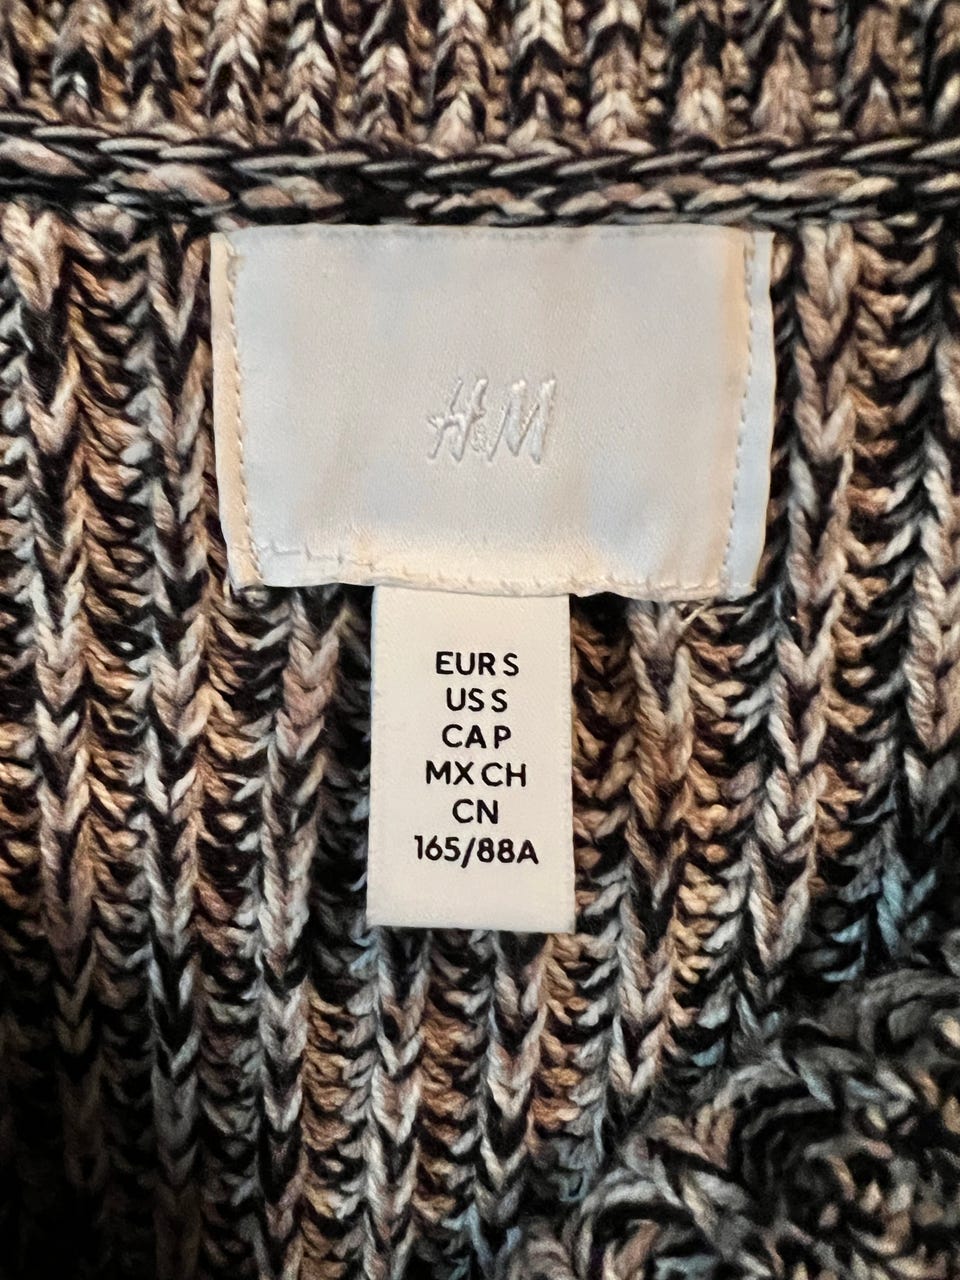 H&M
EUR S
US S
CA P
MX CH
CN
165/88A